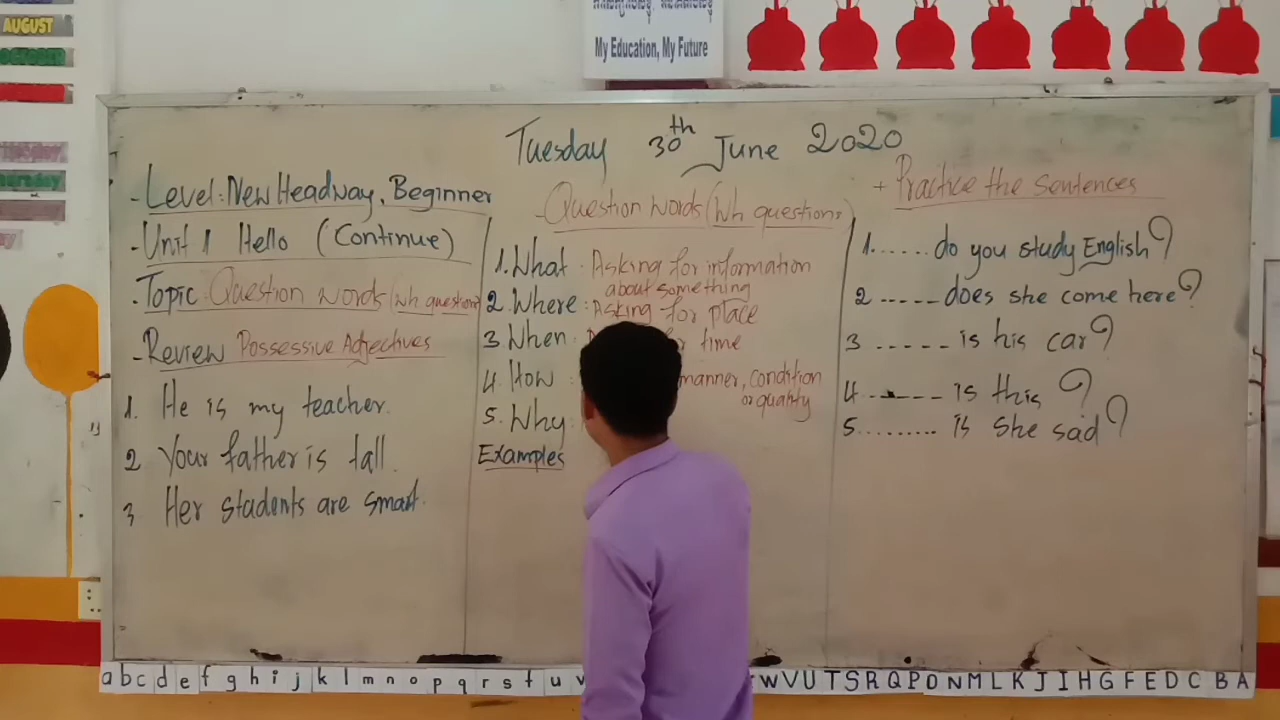 AUGUST
My Education, My Future
Tuesday 30th June 2020
- Level: New Headway, Beginner
- Unit 1 Hello (Continue)
- Topic: Question words (wh question)
- Review Possessive Adjectives
1. He is my teacher.
2 Your father is tall.
3 Her students are smart.
- Question words (wh questions)
1. What : Asking for information
about something
2. Where : Asking for place
3 When : time
4. How : manner, condition
or quality
5. Why :
Examples
+ Practice the sentences
1...... do you study English?
2 ..... does she come here?
3 ..... is his car?
4 ..... is this ?
5......... is she sad?
a b c d e f g h i j k l m n o p q r s t u v
W V U T S R Q P O N M L K J I H G F E D C B A